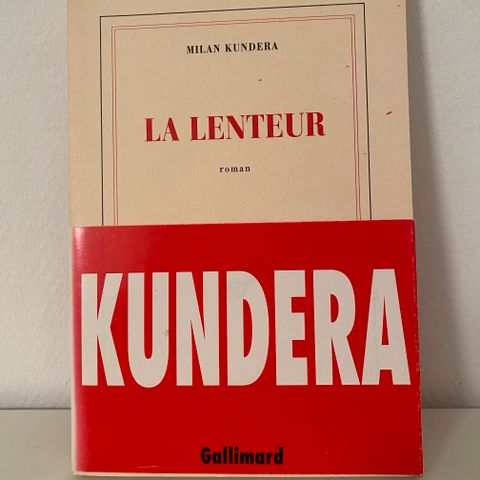 MILAN KUNDERA
LA LENTEUR
roman
KUNDERA
Gallimard